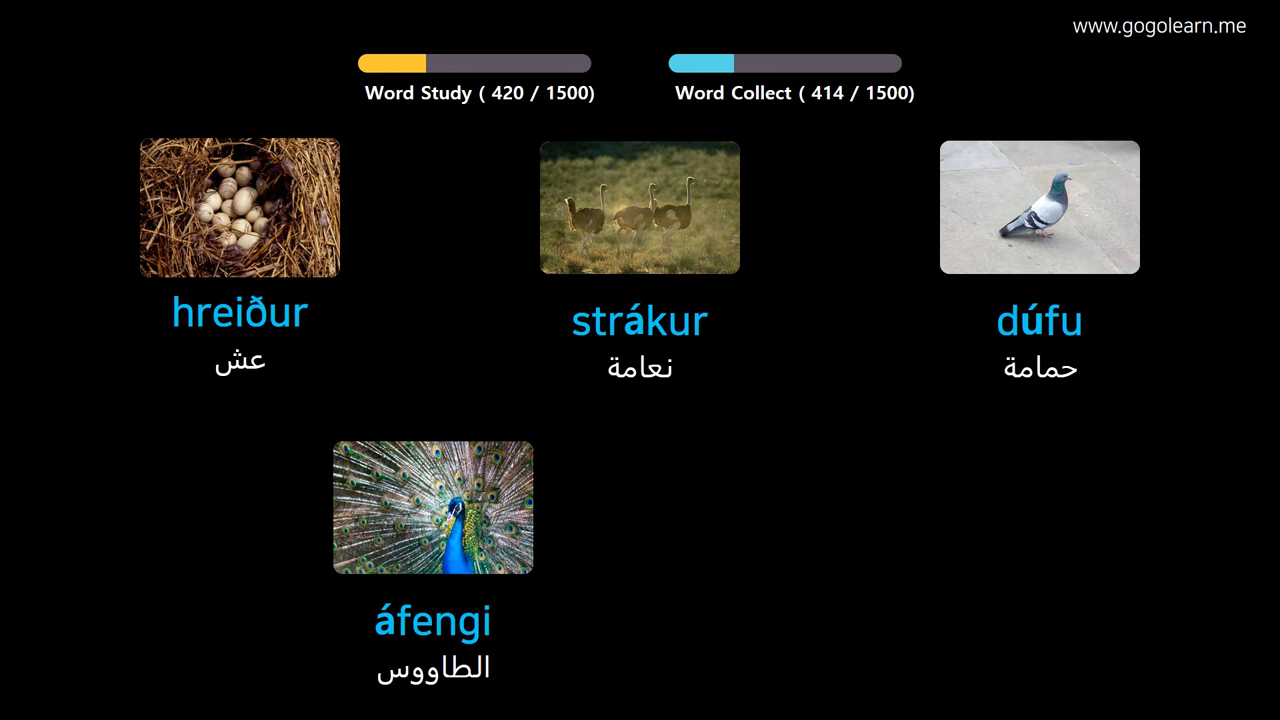 www.gogolearn.me
Word Study ( 420 / 1500)
Word Collect ( 414 / 1500)
hreiður
عش
strákur
نعامة
dúfu
حمامة
áfengi
الطاووس